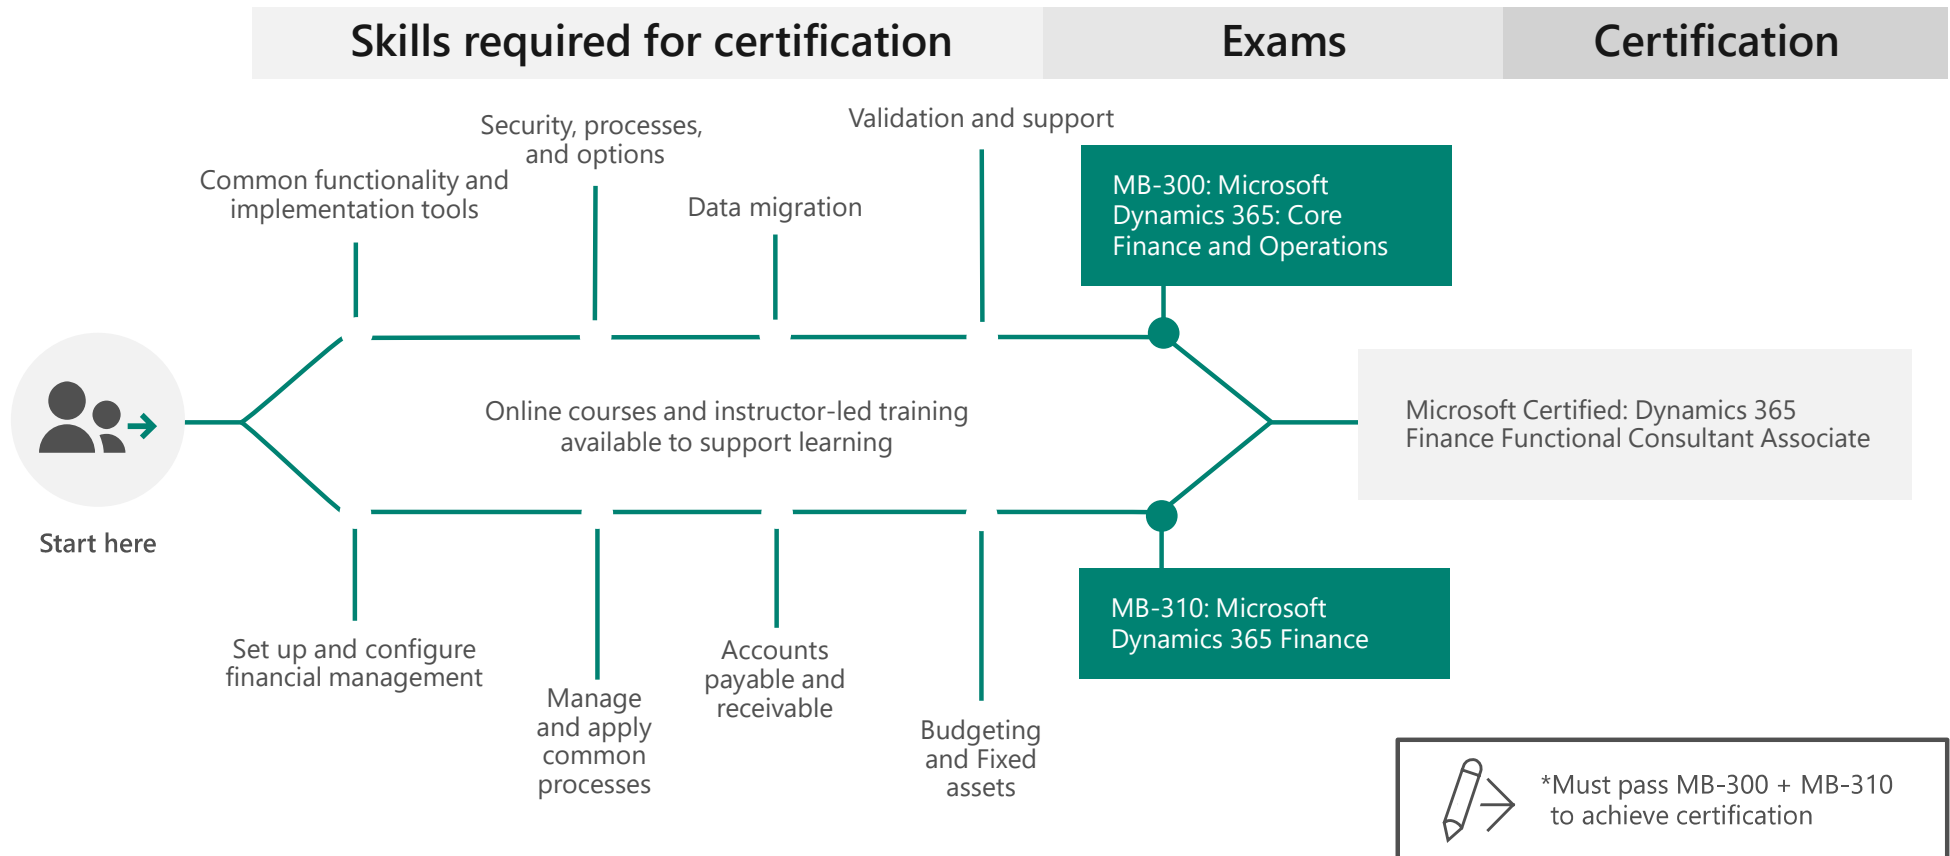 Skills required for certification
Exams
Certification
Common functionality and
implementation tools
Security, processes,
and options
Data migration
Validation and support
MB-300: Microsoft
Dynamics 365: Core
Finance and Operations
Start here
Online courses and instructor-led training
available to support learning
Microsoft Certified: Dynamics 365
Finance Functional Consultant Associate
Set up and configure
financial management
Manage
and apply
common
processes
Accounts
payable and
receivable
Budgeting
and Fixed
assets
MB-310: Microsoft
Dynamics 365 Finance
*Must pass MB-300 + MB-310
to achieve certification